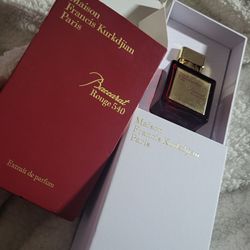 Maison
Francis Kurkdjian
Paris
Baccarat
Rouge 540
Extrait de parfum
Maison
Francis Kurkdjian
Paris